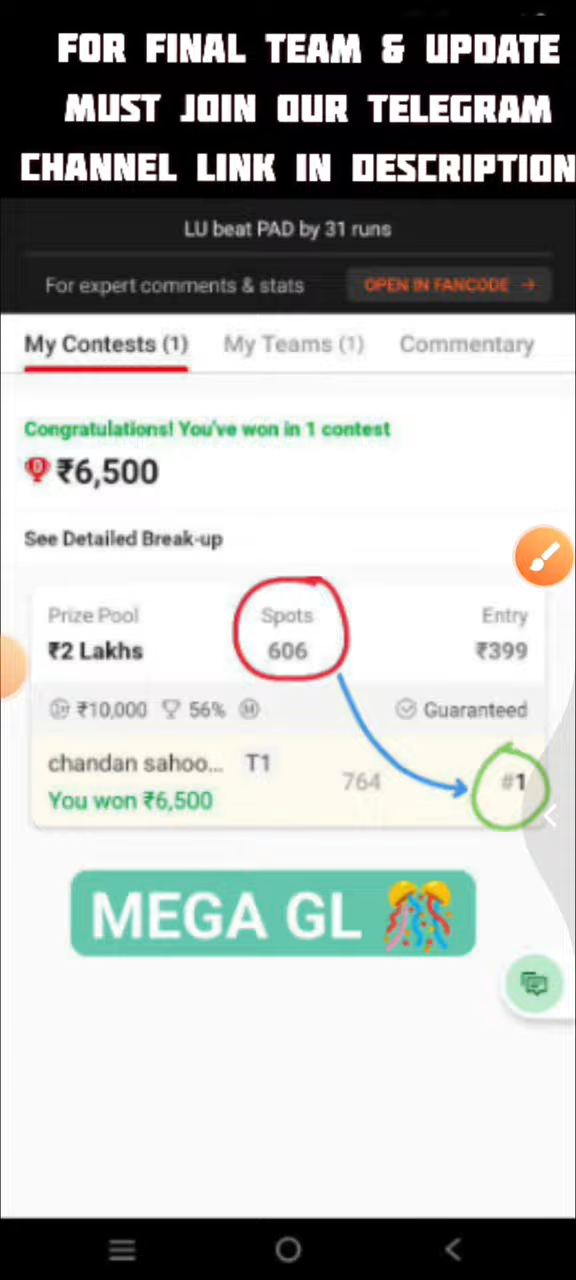 FOR FINAL TEAM & UPDATE
MUST JOIN OUR TELEGRAM
CHANNEL LINK IN DESCRIPTION
LU beat PAD by 31 runs
For expert comments & stats OPEN IN FANCODE →
My Contests (1) My Teams (1) Commentary
Congratulations! You've won in 1 contest
₹6,500
See Detailed Break-up
Prize Pool Spots Entry
₹2 Lakhs 606 ₹399
₹10,000 56% M Guaranteed
chandan sahoo... T1 764 #1
You won ₹6,500
MEGA GL 🎊